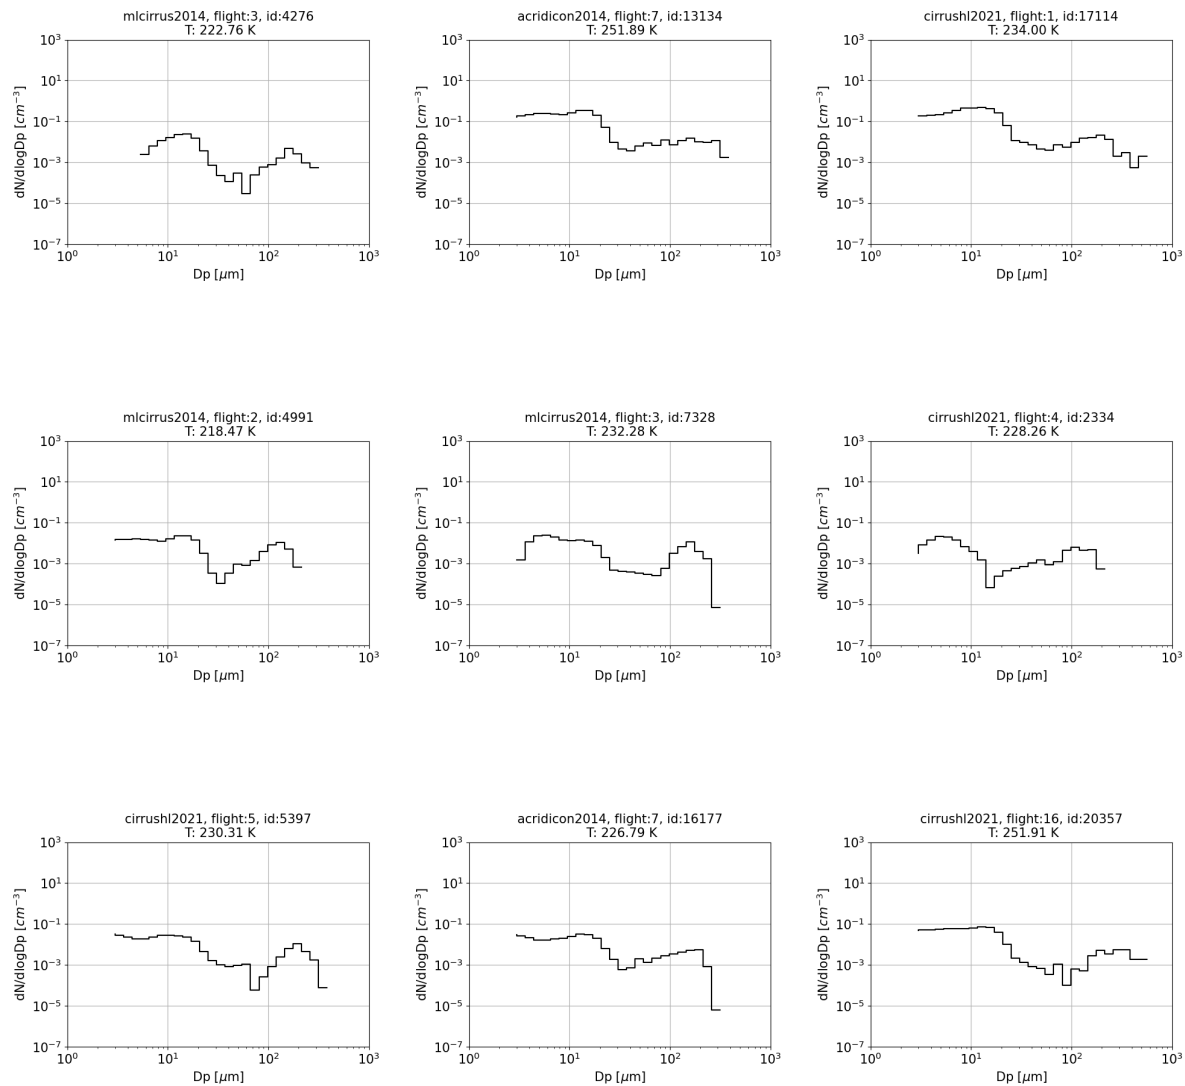 mlcirrus2014, flight:3, id:4276
T: 222.76 K
10³
10¹
10⁻¹
10⁻³
10⁻⁵
10⁻⁷
dN/dlogDp [cm⁻³]
10⁰ 10¹ 10² 10³
Dp [μm]
acridicon2014, flight:7, id:13134
T: 251.89 K
10³
10¹
10⁻¹
10⁻³
10⁻⁵
10⁻⁷
dN/dlogDp [cm⁻³]
10⁰ 10¹ 10² 10³
Dp [μm]
cirrushl2021, flight:1, id:17114
T: 234.00 K
10³
10¹
10⁻¹
10⁻³
10⁻⁵
10⁻⁷
dN/dlogDp [cm⁻³]
10⁰ 10¹ 10² 10³
Dp [μm]
mlcirrus2014, flight:2, id:4991
T: 218.47 K
10³
10¹
10⁻¹
10⁻³
10⁻⁵
10⁻⁷
dN/dlogDp [cm⁻³]
10⁰ 10¹ 10² 10³
Dp [μm]
mlcirrus2014, flight:3, id:7328
T: 232.28 K
10³
10¹
10⁻¹
10⁻³
10⁻⁵
10⁻⁷
dN/dlogDp [cm⁻³]
10⁰ 10¹ 10² 10³
Dp [μm]
cirrushl2021, flight:4, id:2334
T: 228.26 K
10³
10¹
10⁻¹
10⁻³
10⁻⁵
10⁻⁷
dN/dlogDp [cm⁻³]
10⁰ 10¹ 10² 10³
Dp [μm]
cirrushl2021, flight:5, id:5397
T: 230.31 K
10³
10¹
10⁻¹
10⁻³
10⁻⁵
10⁻⁷
dN/dlogDp [cm⁻³]
10⁰ 10¹ 10² 10³
Dp [μm]
acridicon2014, flight:7, id:16177
T: 226.79 K
10³
10¹
10⁻¹
10⁻³
10⁻⁵
10⁻⁷
dN/dlogDp [cm⁻³]
10⁰ 10¹ 10² 10³
Dp [μm]
cirrushl2021, flight:16, id:20357
T: 251.91 K
10³
10¹
10⁻¹
10⁻³
10⁻⁵
10⁻⁷
dN/dlogDp [cm⁻³]
10⁰ 10¹ 10² 10³
Dp [μm]